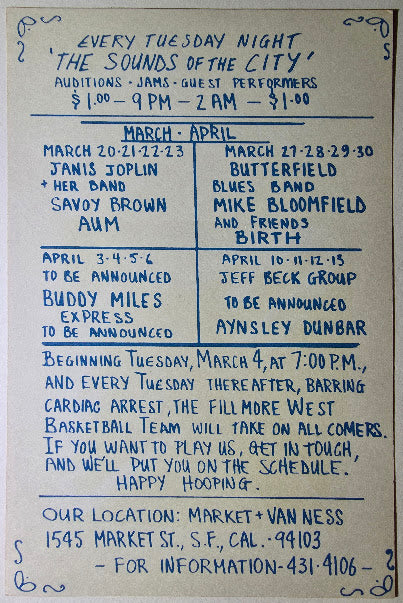 EVERY TUESDAY NIGHT
'THE SOUNDS OF THE CITY'
AUDITIONS - JAMS - GUEST PERFORMERS
$1.00 - 9 PM - 2 AM - $1.00
MARCH - APRIL
MARCH 20-21-22-23
JANIS JOPLIN
+ HER BAND
SAVOY BROWN
AUM
MARCH 27-28-29-30
BUTTERFIELD
BLUES BAND
MIKE BLOOMFIELD
AND FRIENDS
BIRTH
APRIL 3-4-5-6
TO BE ANNOUNCED
BUDDY MILES
EXPRESS
TO BE ANNOUNCED
APRIL 10-11-12-13
JEFF BECK GROUP
TO BE ANNOUNCED
AYNSLEY DUNBAR
BEGINNING TUESDAY, MARCH 4, AT 7:00 P.M.,
AND EVERY TUESDAY THEREAFTER, BARRING
CARDIAC ARREST, THE FILLMORE WEST
BASKETBALL TEAM WILL TAKE ON ALL COMERS.
IF YOU WANT TO PLAY US, GET IN TOUCH,
AND WE'LL PUT YOU ON THE SCHEDULE.
HAPPY HOOPING.
OUR LOCATION: MARKET + VAN NESS
1545 MARKET ST., S.F., CAL. - 94103
- FOR INFORMATION - 431-4106 -